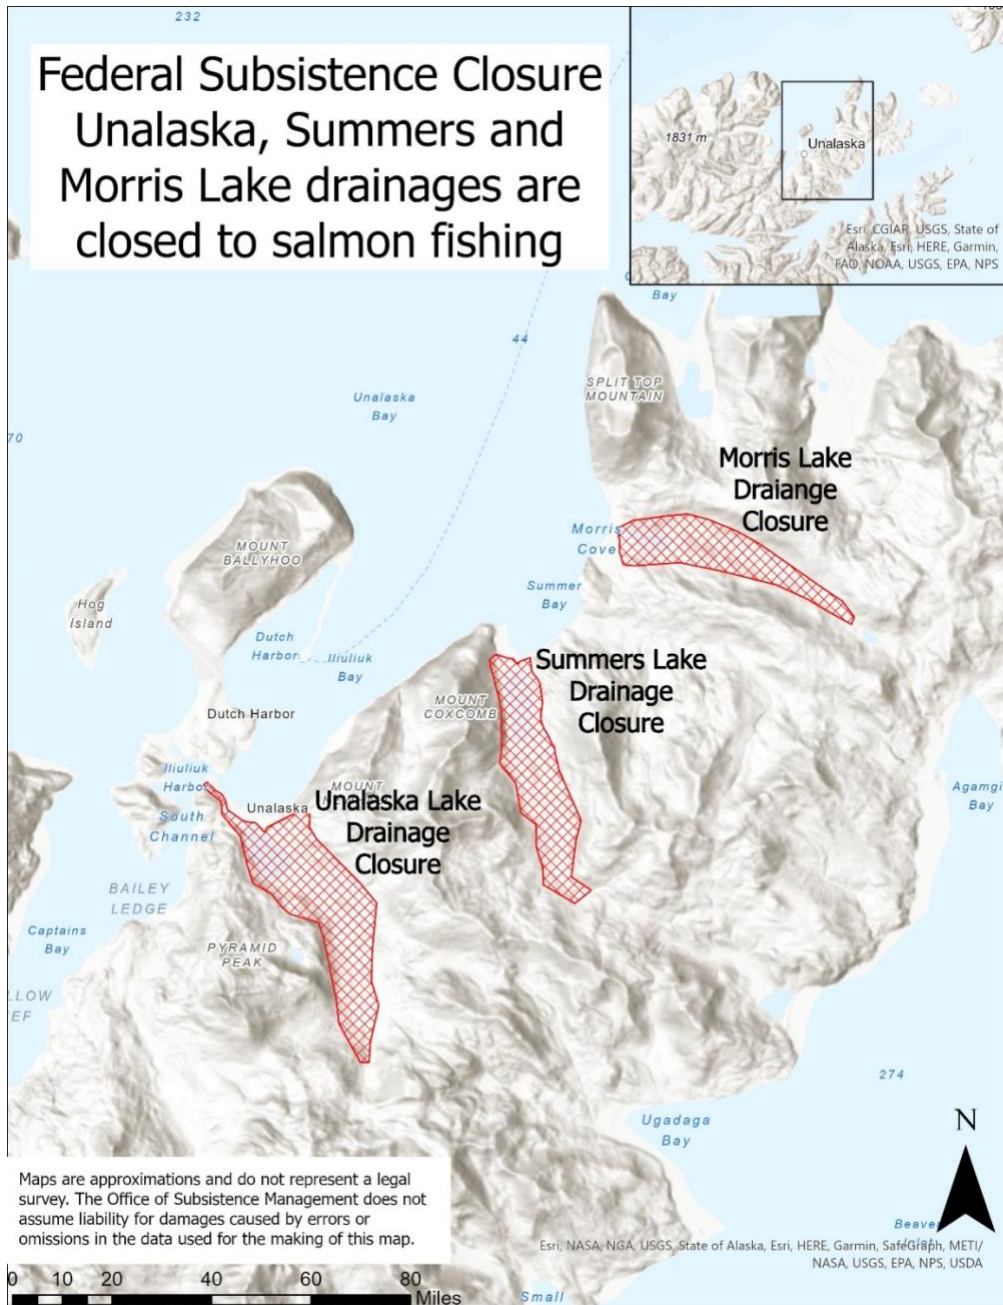 232
Federal Subsistence Closure
Unalaska, Summers and
Morris Lake drainages are
closed to salmon fishing
1831 m
Unalaska
Esri, CGIAR, USGS, State of
Alaska, Esri, HERE, Garmin,
FAO, NOAA, USGS, EPA, NPS
Bay
44
SPLIT TOP
MOUNTAIN
Unalaska
Bay
70
Morris Lake
Draiange
Closure
Morris
Cove
MOUNT
BALLYHOO
Summer
Bay
Hog
Island
Dutch
Harbor
Iliuliuk
Bay
Summers Lake
Drainage
Closure
MOUNT
COXCOMB
Dutch Harbor
Iliuliuk
Harbo
MOUNT
Unalaska
Unalaska Lake
Drainage
Closure
South
Channel
Agamgi
Bay
BAILEY
LEDGE
Captains
Bay
PYRAMID
PEAK
LLOW
EF
274
Ugadaga
Bay
N
Maps are approximations and do not represent a legal
survey. The Office of Subsistence Management does not
assume liability for damages caused by errors or
omissions in the data used for the making of this map.
Beaver
Esri, NASA, NGA, USGS, State of Alaska, Esri, HERE, Garmin, SafeGraph, METI/
NASA, USGS, EPA, NPS, USDA
0 10 20 40 60 80
Miles
Small